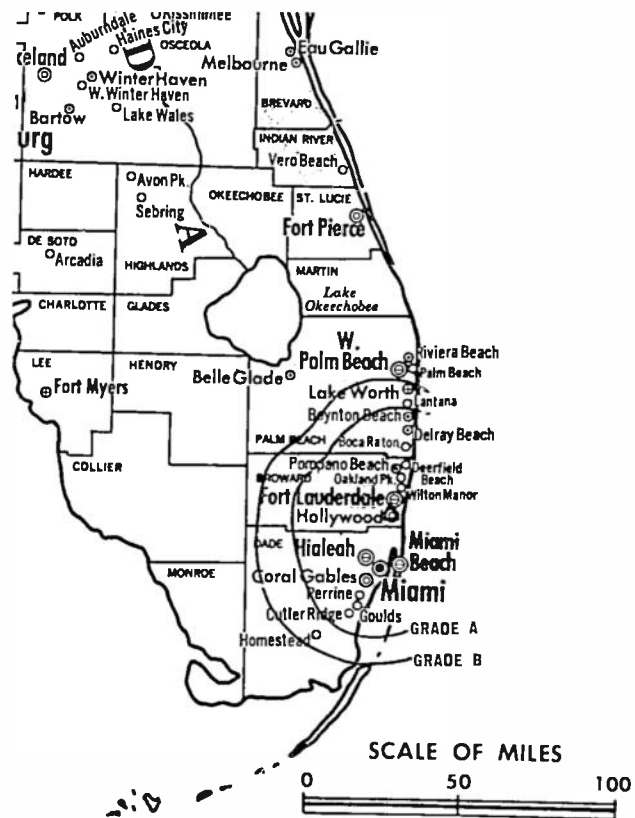 POLK
Auburndale
Haines City
OSCEOLA
D
Eau Gallie
Melbourne
celand
Winter Haven
W. Winter Haven
Bartow
Lake Wales
urg
BREVARD
INDIAN RIVER
Vero Beach
HARDEE
Avon Pk.
Sebring
OKEECHOBEE
ST. LUCIE
Fort Pierce
A
DE SOTO
Arcadia
HIGHLANDS
MARTIN
Lake
Okeechobee
CHARLOTTE
GLADES
W.
Palm Beach
Riviera Beach
Palm Beach
LEE
HENDRY
Belle Glade
Fort Myers
Lake Worth
Lantana
Boynton Beach
Delray Beach
PALM BEACH
Boca Raton
COLLIER
Pompano Beach
Deerfield
Beach
BROWARD
Oakland Pk.
Fort Lauderdale
Wilton Manor
Hollywood
DADE
Hialeah
Miami
Beach
MONROE
Coral Gables
Miami
Perrine
Cutler Ridge
Goulds
Homestead
GRADE A
GRADE B
SCALE OF MILES
0 50 100